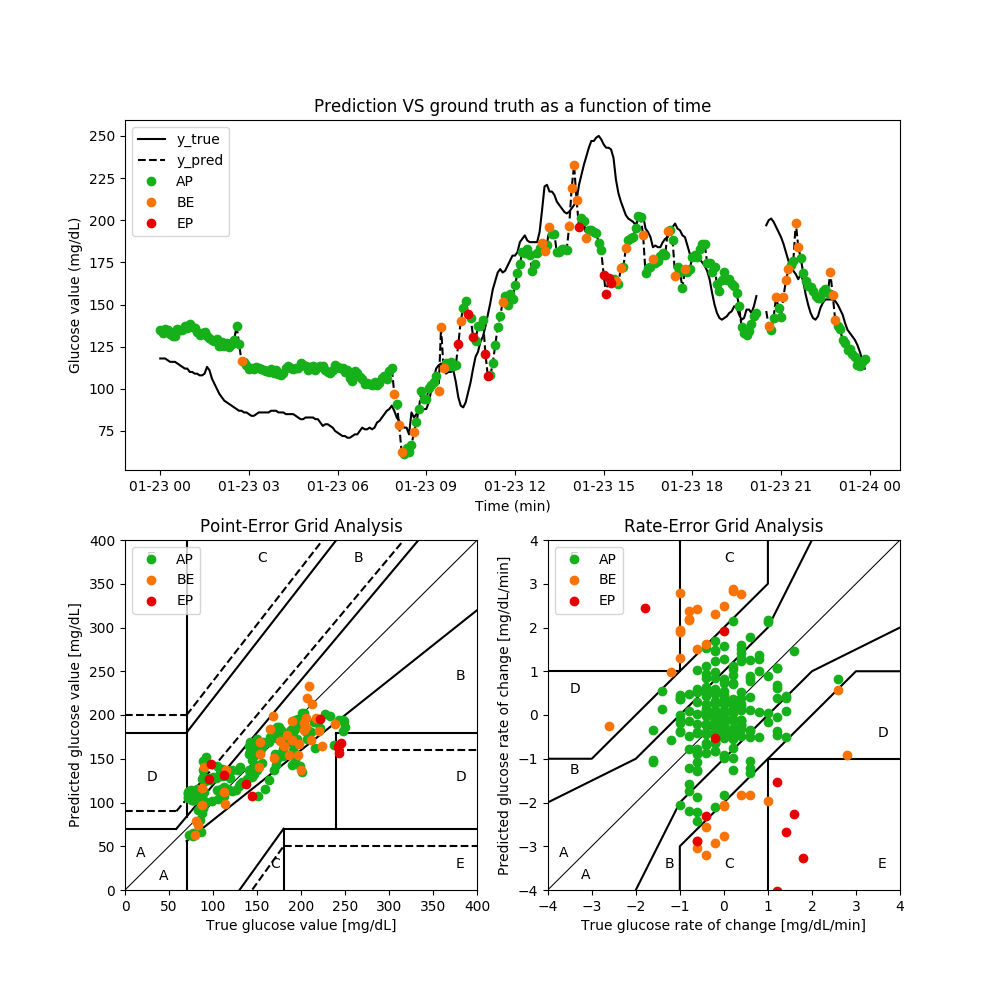 Prediction VS ground truth as a function of time
Glucose value (mg/dL)
250
225
200
175
150
125
100
75
y_true
y_pred
AP
BE
EP
01-23 00 01-23 03 01-23 06 01-23 09 01-23 12 01-23 15 01-23 18 01-23 21 01-24 00
Time (min)
Point-Error Grid Analysis
Predicted glucose value [mg/dL]
400
350
300
250
200
150
100
50
0
AP
BE
EP
C B
B
D D
A
A
C E
0 50 100 150 200 250 300 350 400
True glucose value [mg/dL]
Rate-Error Grid Analysis
Predicted glucose rate of change [mg/dL/min]
4
3
2
1
0
−1
−2
−3
−4
AP
BE
EP
C
D
D
B
A
A
B C E
−4 −3 −2 −1 0 1 2 3 4
True glucose rate of change [mg/dL/min]